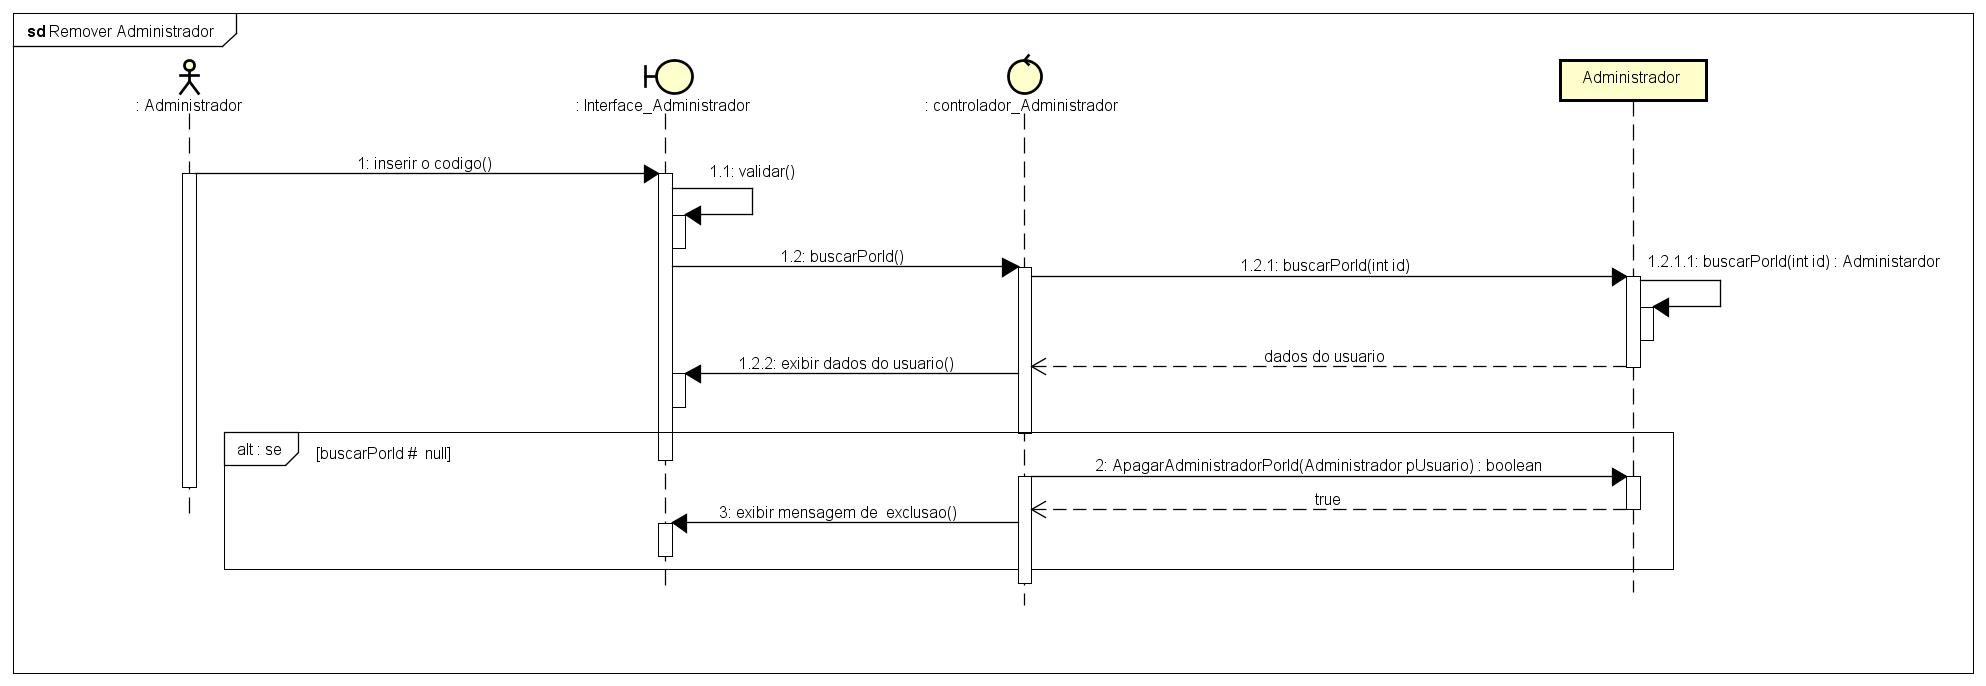 sd Remover Administrador
: Administrador
: Interface_Administrador
: controlador_Administrador
Administrador
1: inserir o codigo()
1.1: validar()
1.2: buscarPorId()
1.2.1: buscarPorId(int id)
1.2.1.1: buscarPorId(int id) : Administardor
dados do usuario
1.2.2: exibir dados do usuario()
alt : se
[buscarPorId #  null]
2: ApagarAdministradorPorId(Administrador pUsuario) : boolean
true
3: exibir mensagem de  exclusao()